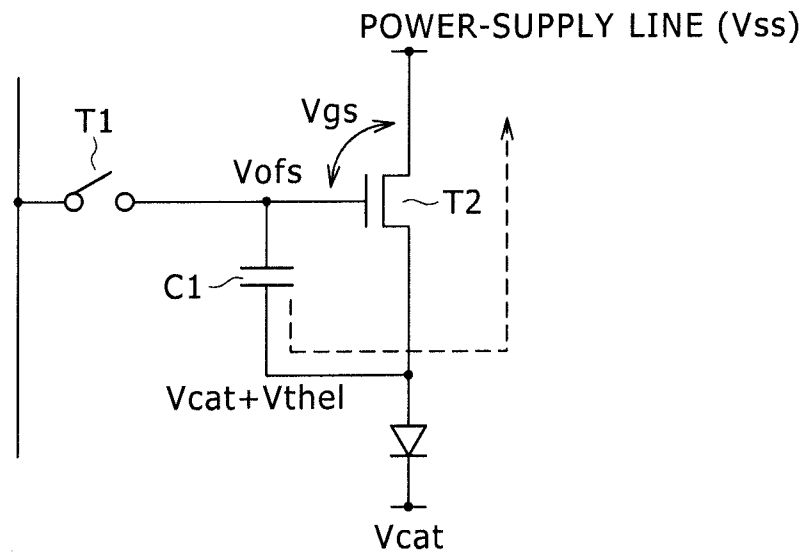 POWER-SUPPLY LINE (Vss)
Vgs
T1
Vofs
T2
C1
Vcat+Vthel
Vcat